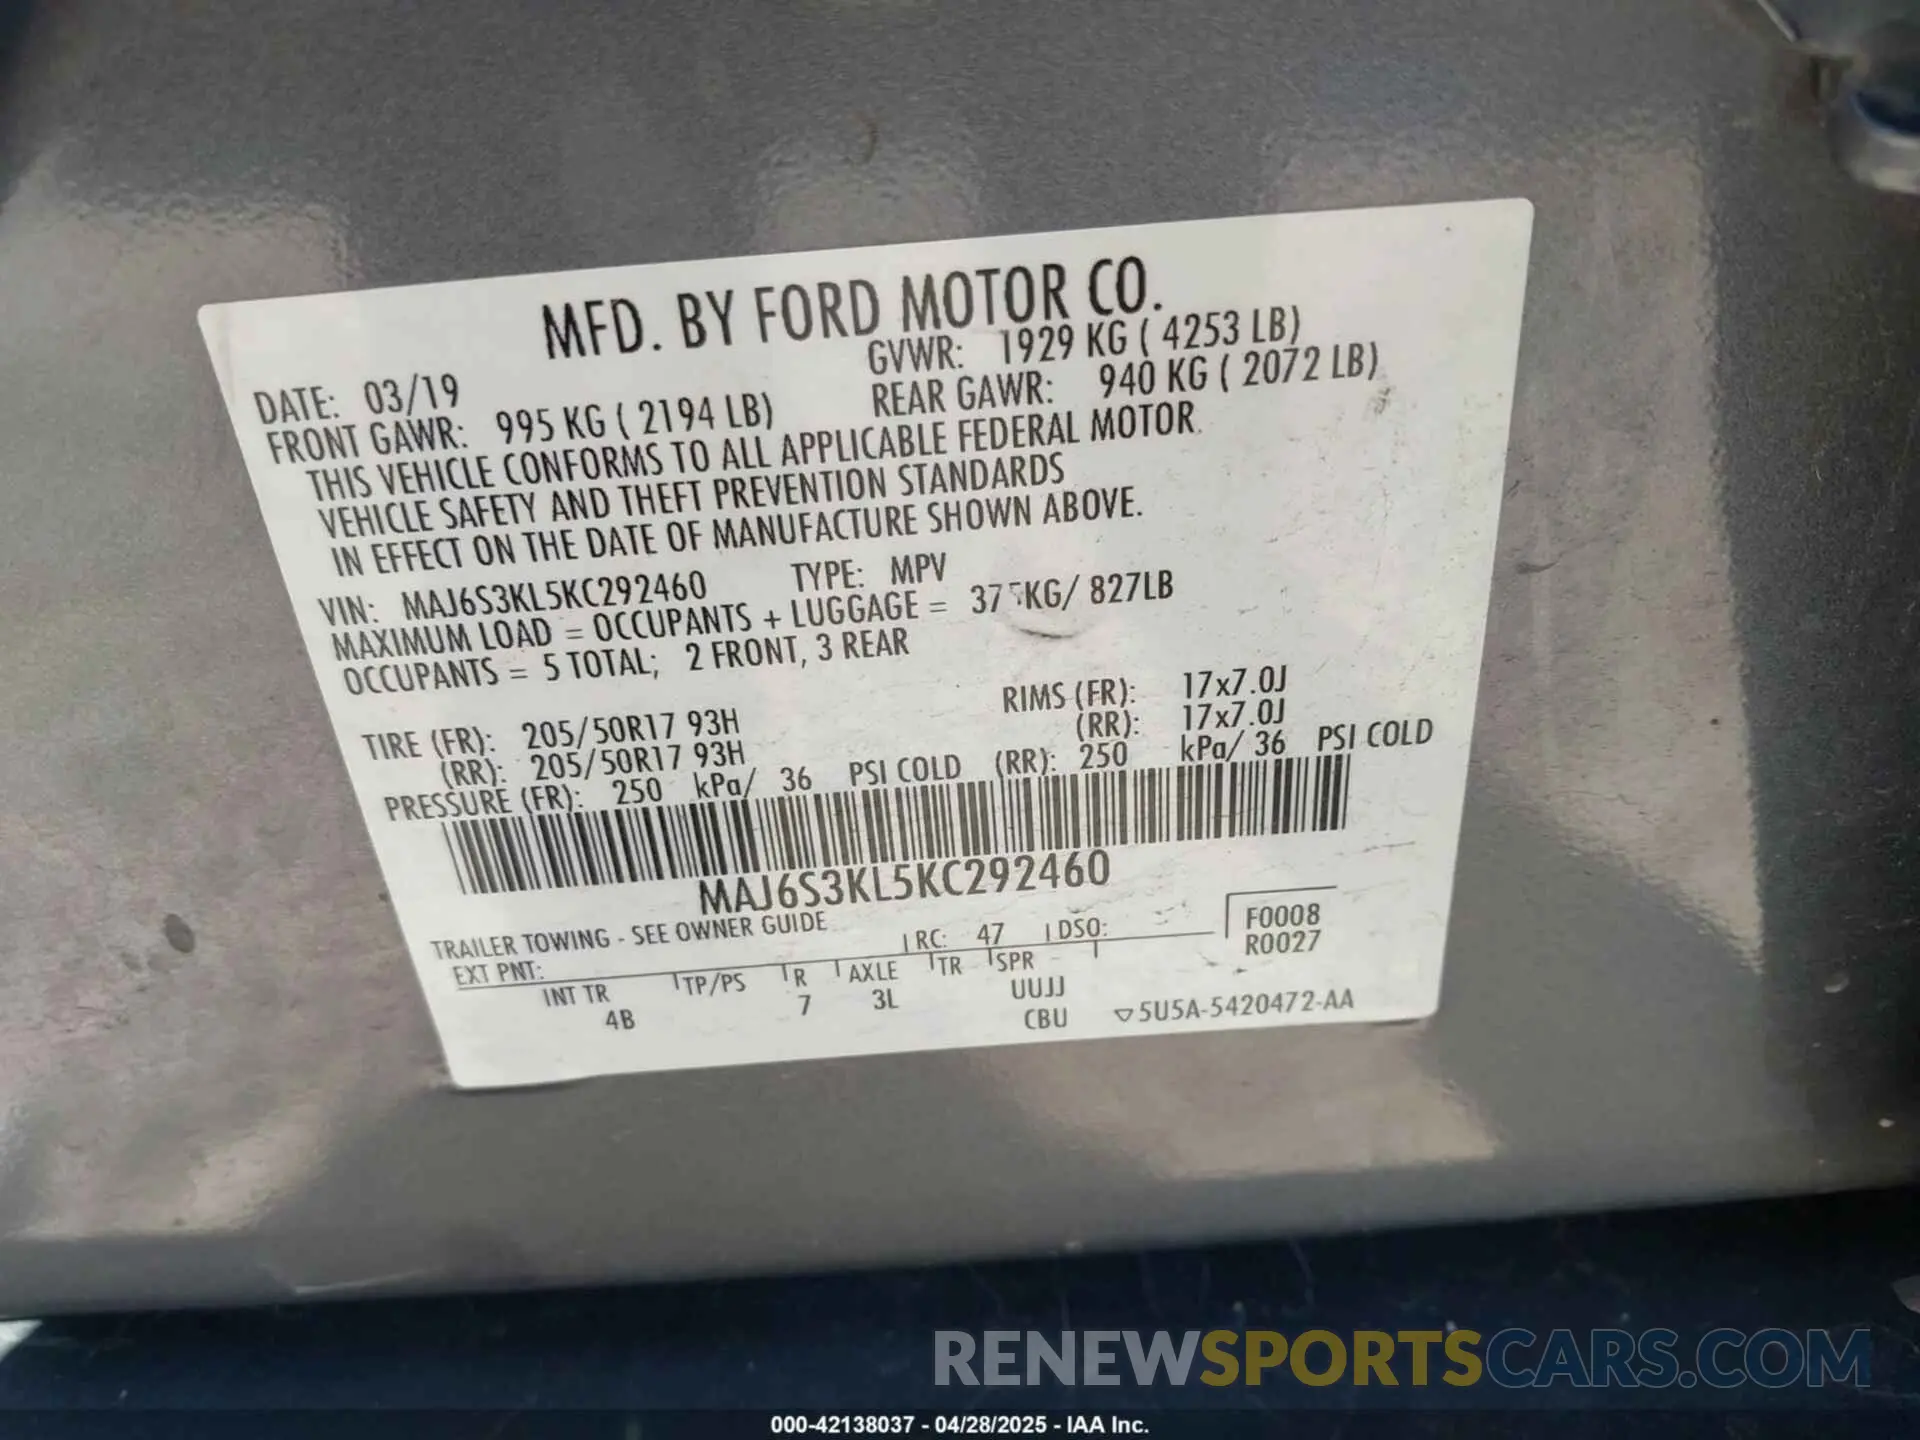 MFD. BY FORD MOTOR CO.
DATE: 03/19 GVWR: 1929 KG ( 4253 LB)
FRONT GAWR: 995 KG ( 2194 LB) REAR GAWR: 940 KG ( 2072 LB)
THIS VEHICLE CONFORMS TO ALL APPLICABLE FEDERAL MOTOR
VEHICLE SAFETY AND THEFT PREVENTION STANDARDS
IN EFFECT ON THE DATE OF MANUFACTURE SHOWN ABOVE.
VIN: MAJ6S3KL5KC292460 TYPE: MPV
MAXIMUM LOAD = OCCUPANTS + LUGGAGE = 375KG/ 827LB
OCCUPANTS = 5 TOTAL; 2 FRONT, 3 REAR
TIRE (FR): 205/50R17 93H RIMS (FR): 17x7.0J
(RR): 205/50R17 93H (RR): 17x7.0J
PRESSURE (FR): 250 kPa/ 36 PSI COLD (RR): 250 kPa/ 36 PSI COLD
MAJ6S3KL5KC292460
TRAILER TOWING - SEE OWNER GUIDE
EXT PNT: RC: 47 DSO: F0008
R0027
INT TR TP/PS R AXLE TR SPR
4B 7 3L UUJJ
CBU ▽5U5A-5420472-AA
RENEWSPORTSCARS.COM
000-42138037 - 04/28/2025 - IAA Inc.